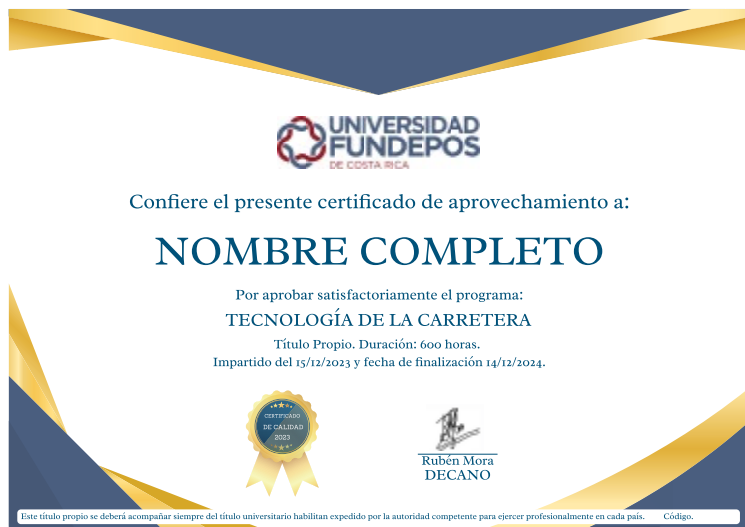 UNIVERSIDAD
FUNDEPOS
DE COSTA RICA
Confiere el presente certificado de aprovechamiento a:
NOMBRE COMPLETO
Por aprobar satisfactoriamente el programa:
TECNOLOGÍA DE LA CARRETERA
Título Propio. Duración: 600 horas.
Impartido del 15/12/2023 y fecha de finalización 14/12/2024.
CERTIFICADO
DE CALIDAD
2023
Rubén Mora
DECANO
Este título propio se deberá acompañar siempre del título universitario habilitan expedido por la autoridad competente para ejercer profesionalmente en cada país. Código.